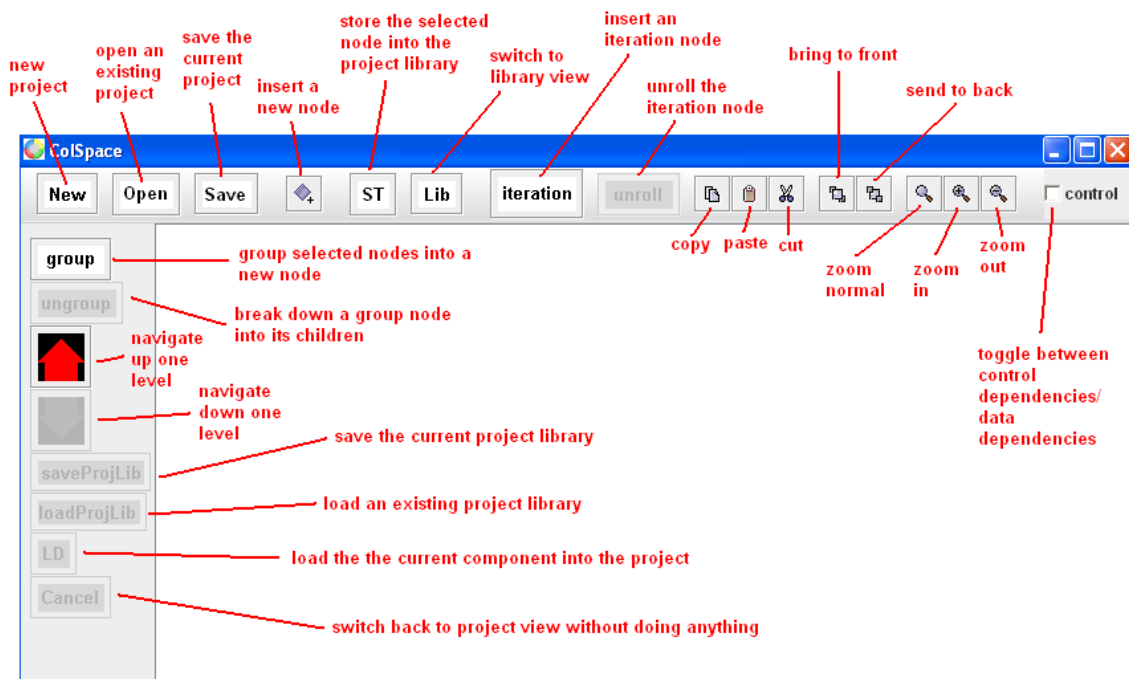 new
project
open an
existing
project
save the
current
project
insert a
new node
store the selected
node into the
project library
switch to
library view
insert an
iteration node
unroll the
iteration node
bring to front
send to back
ColSpace
New
Open
Save
ST
Lib
iteration
unroll
control
copy
paste
cut
zoom
normal
zoom
in
zoom
out
toggle between
control
dependencies/
data
dependencies
group
group selected nodes into a
new node
ungroup
break down a group node
into its children
navigate
up one
level
navigate
down one
level
saveProjLib
save the current project library
loadProjLib
load an existing project library
LD
load the the current component into the project
Cancel
switch back to project view without doing anything